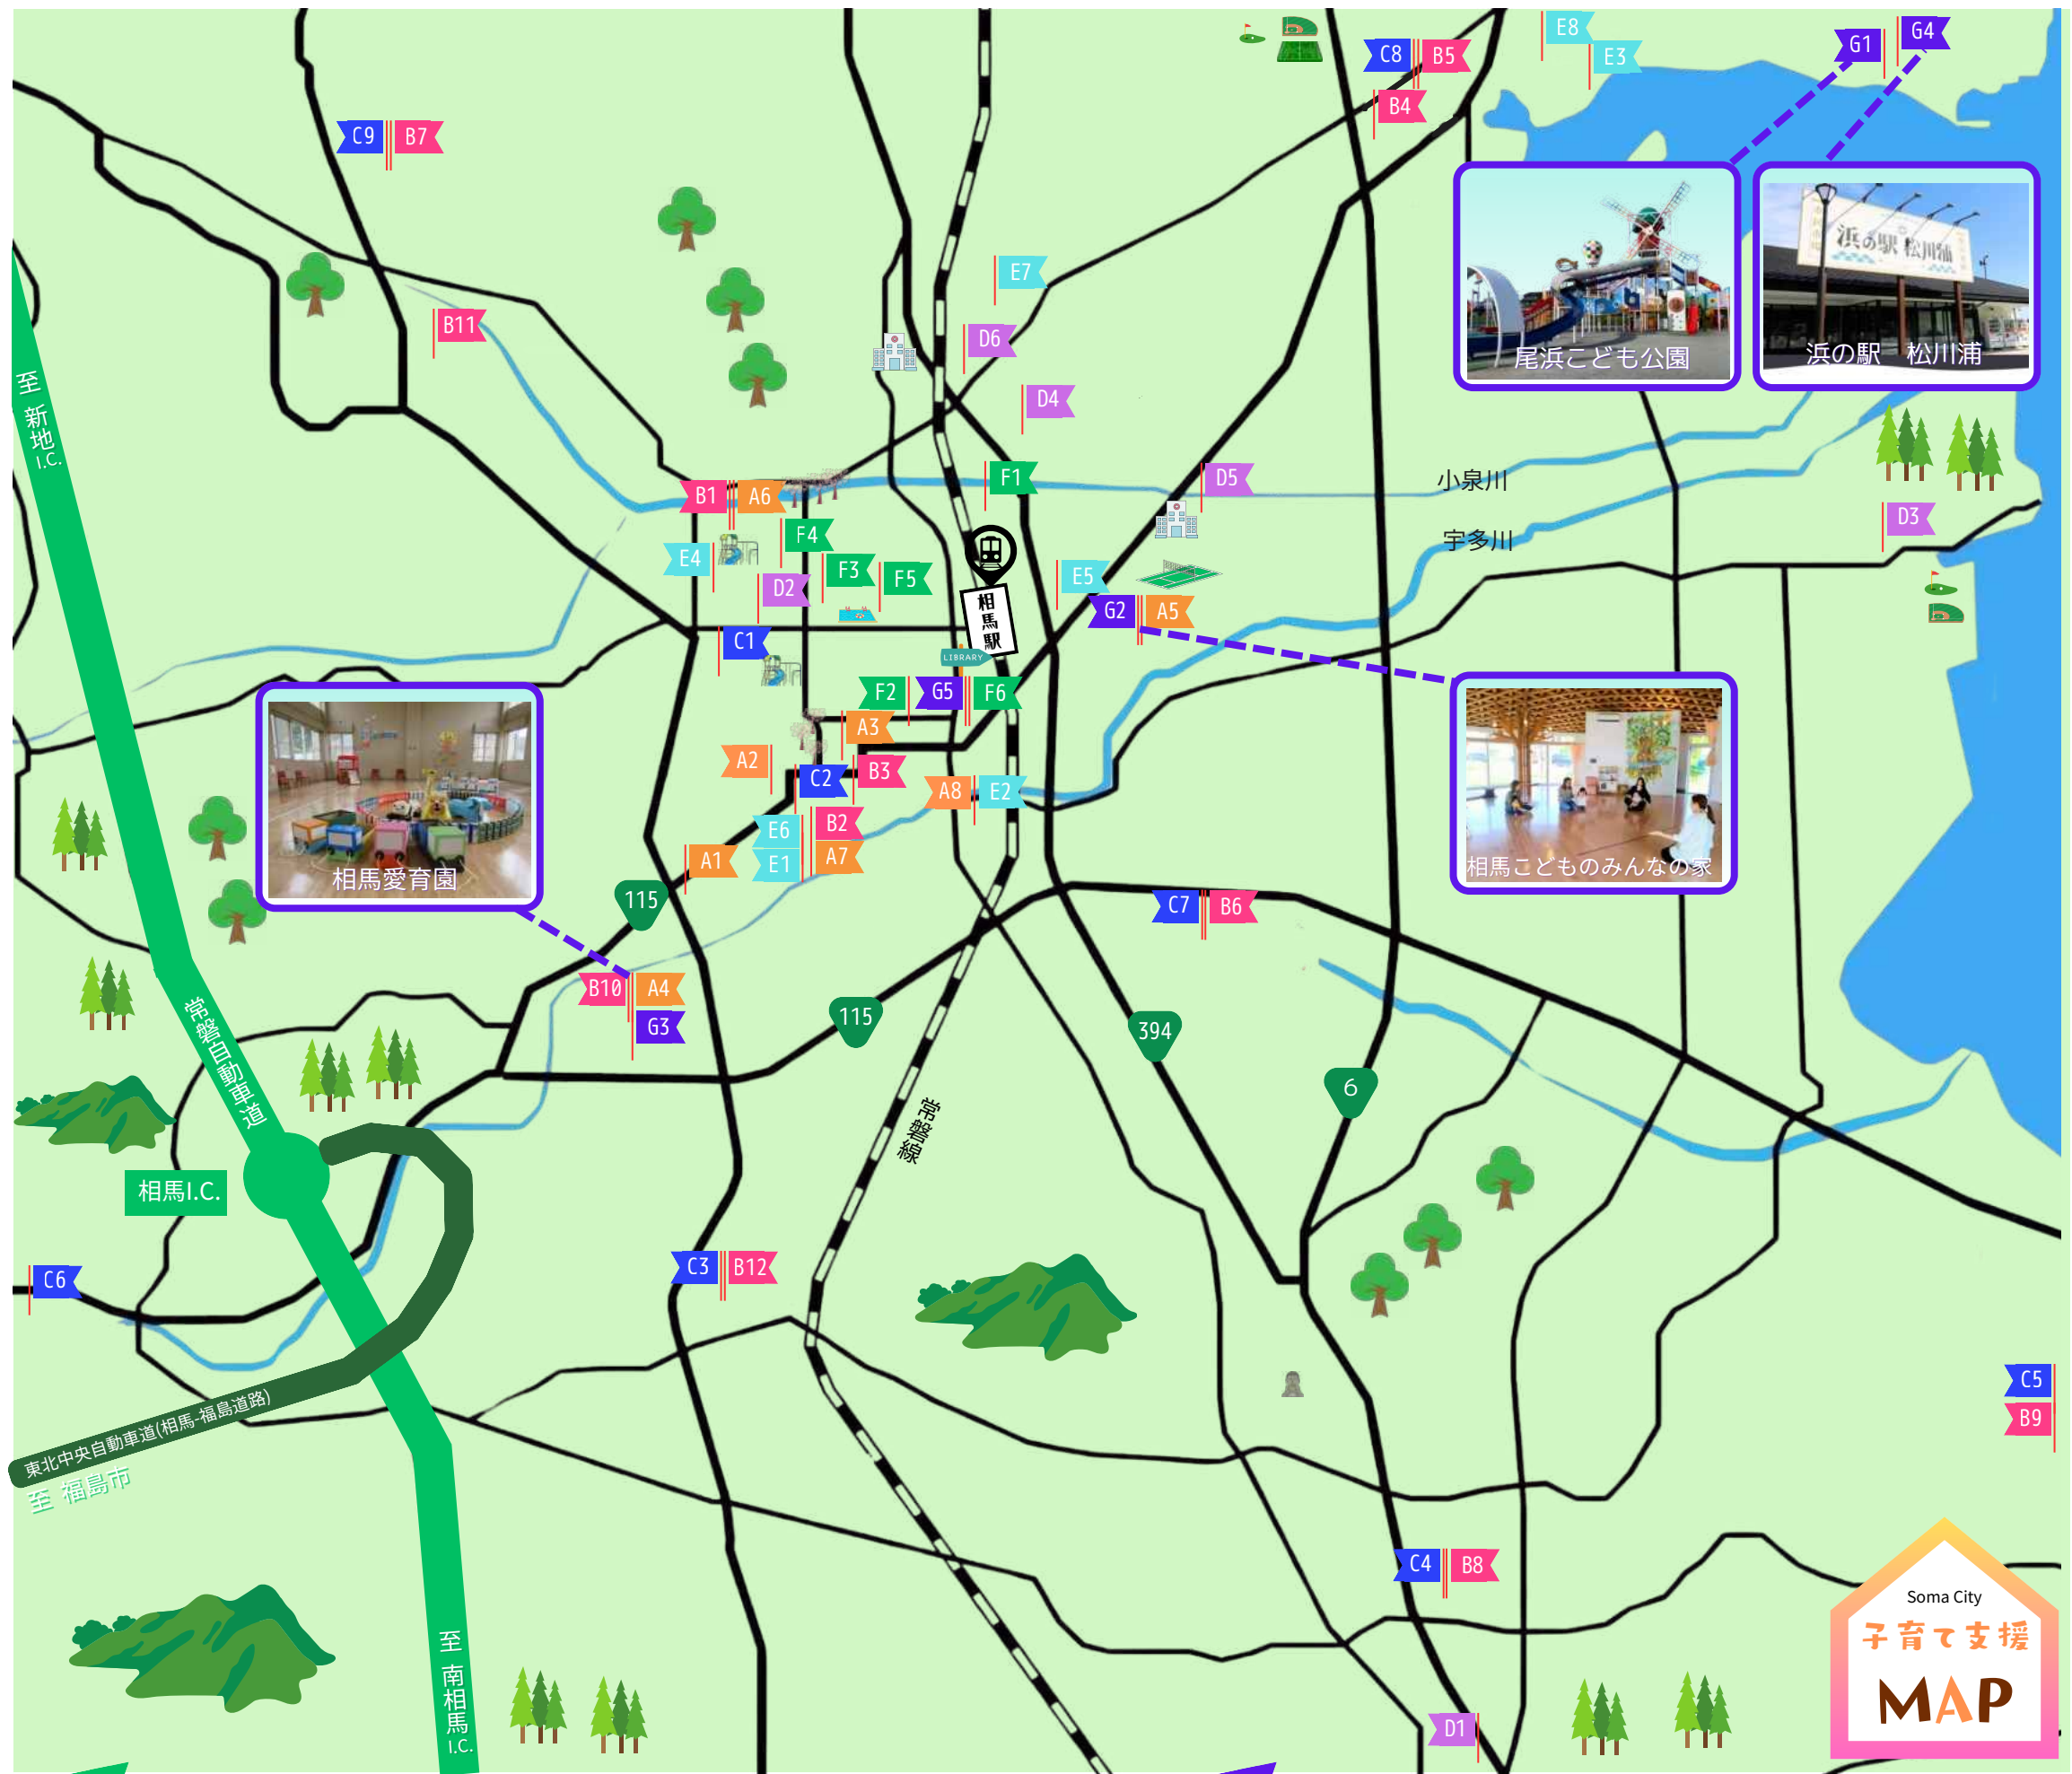 E8
E3
G1
G4
C8
B5
B4
C9
B7
浜の駅 松川浦
尾浜こども公園
浜の駅 松川浦
E7
B11
D6
D4
至 新地 I.C.
F1
D5
小泉川
B1
A6
D3
F4
宇多川
E4
F3
F5
D2
E5
相馬駅
G2
A5
C1
LIBRARY
F2
G5
F6
A3
A2
C2
B3
A8
E2
B2
E6
A7
E1
A1
相馬こどものみんなの家
相馬愛育園
115
C7
B6
B10
A4
G3
常磐自動車道
115
394
6
常磐線
相馬I.C.
C6
C3
B12
C5
B9
東北中央自動車道(相馬-福島道路)
至 福島市
C4
B8
Soma City
子育て支援
MAP
至 南相馬 I.C.
D1